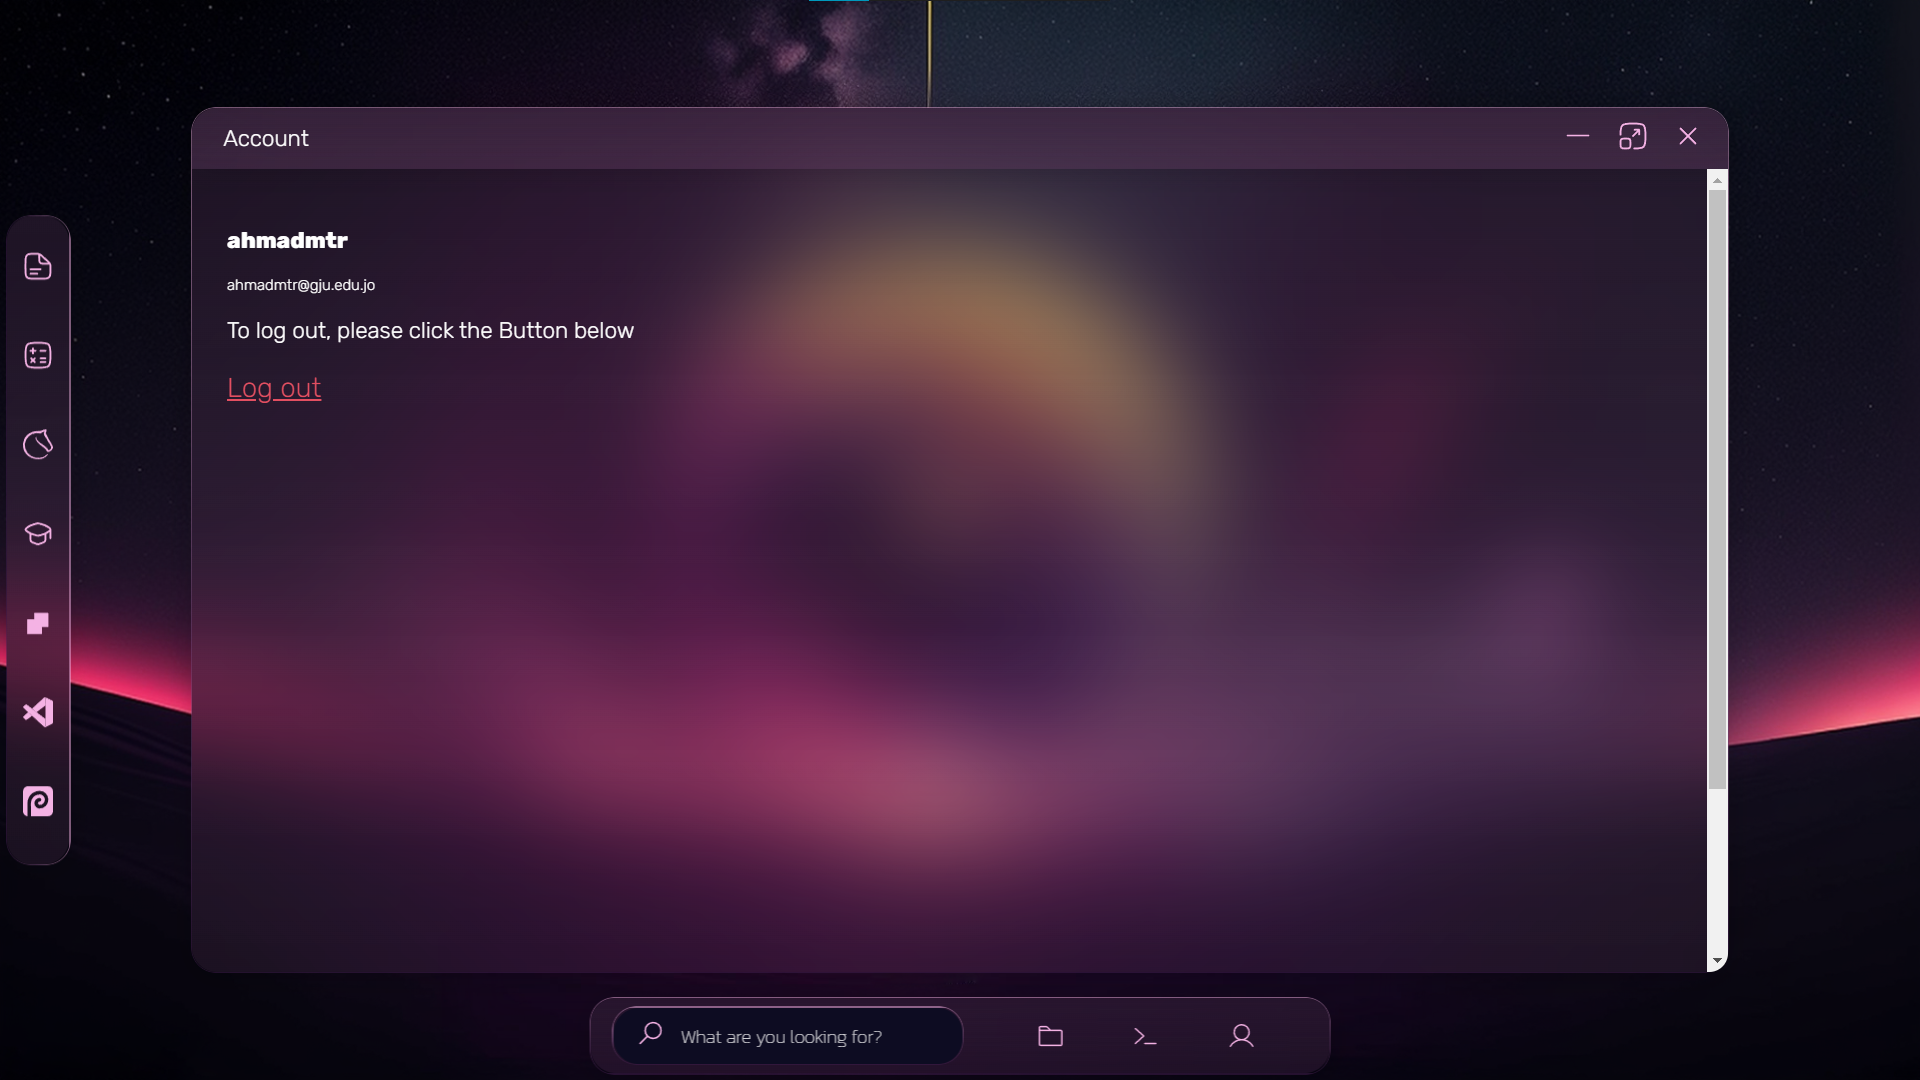 Account
ahmadmtr
ahmadmtr@gju.edu.jo
To log out, please click the Button below
Log out
What are you looking for?